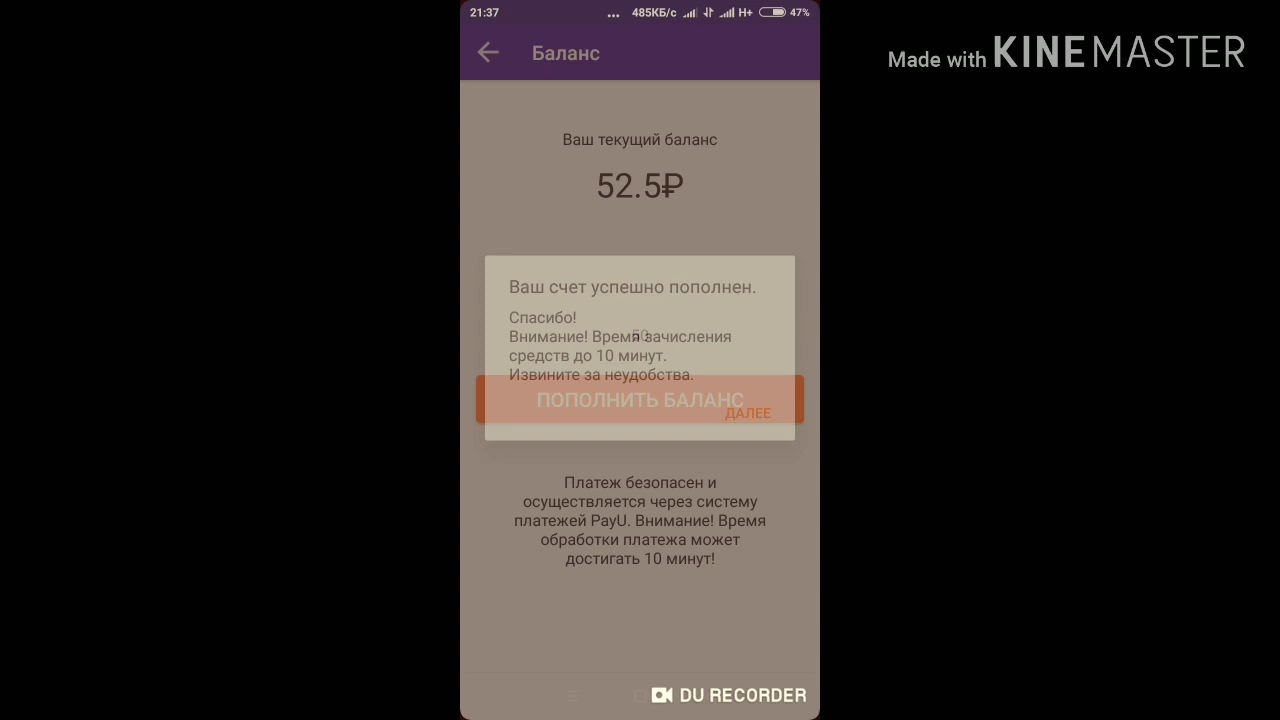 21:37
... 485КБ/с H+ 47%
Made with KINEMASTER
Баланс
Ваш текущий баланс
52.5₽
Ваш счет успешно пополнен.
Спасибо!
50
Внимание! Время зачисления
средств до 10 минут.
Извините за неудобства.
ПОПОЛНИТЬ БАЛАНС
ДАЛЕЕ
Платеж безопасен и
осуществляется через систему
платежей PayU. Внимание! Время
обработки платежа может
достигать 10 минут!
DU RECORDER